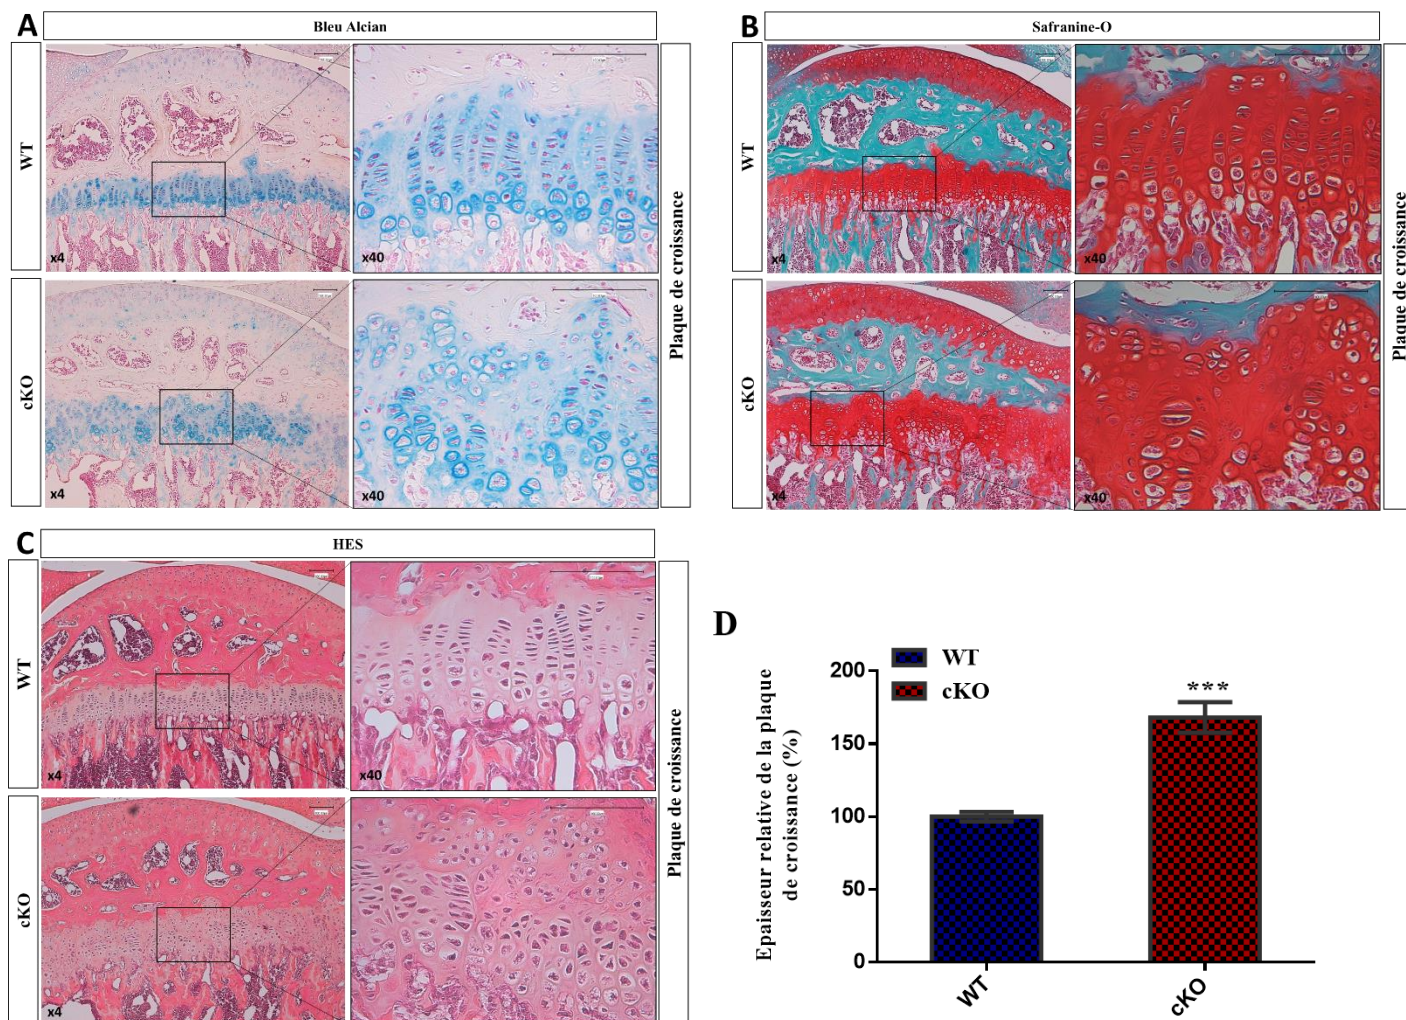 A
Bleu Alcian
WT
x4
x40
cKO
x4
x40
Plaque de croissance
B
Safranine-O
WT
x4
x40
cKO
x4
x40
Plaque de croissance
C
HES
WT
x4
x40
cKO
x4
Plaque de croissance
D
WT
cKO
Epaisseur relative de la plaque
de croissance (%)
200
150
100
50
0
***
WT
cKO